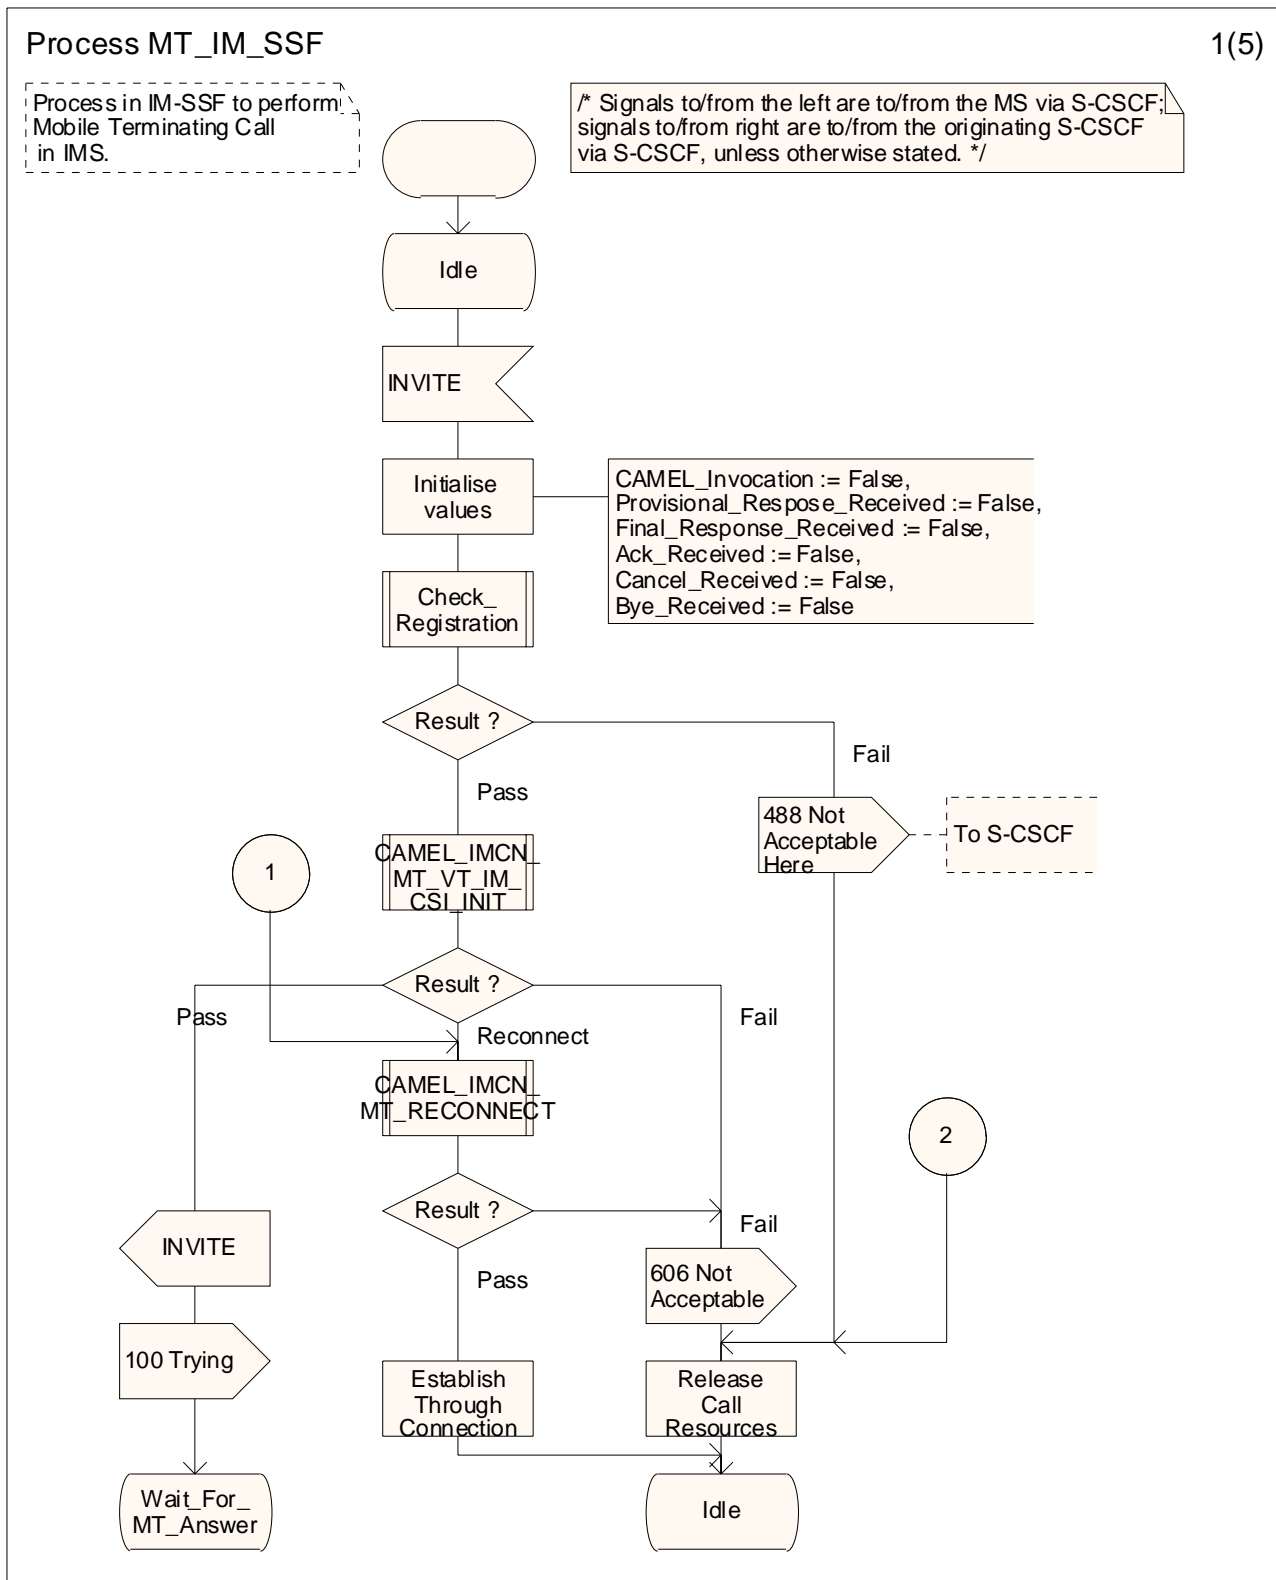 Process MT_IM_SSF
1(5)
Process in IM-SSF to perform
Mobile Terminating Call
in IMS.
/* Signals to/from the left are to/from the MS via S-CSCF;
signals to/from right are to/from the originating S-CSCF
via S-CSCF, unless otherwise stated. */
Idle
INVITE
Initialise
values
CAMEL_Invocation := False,
Provisional_Respose_Received := False,
Final_Response_Received := False,
Ack_Received := False,
Cancel_Received := False,
Bye_Received := False
Check_
Registration
Result ?
Fail
Pass
488 Not
Acceptable
Here
To S-CSCF
1
CAMEL_IMCN_
MT_VT_IM_
CSI_INIT
Result ?
Pass
Fail
Reconnect
CAMEL_IMCN_
MT_RECONNECT
2
Result ?
Fail
INVITE
Pass
606 Not
Acceptable
100 Trying
Establish
Through
Connection
Release
Call
Resources
Wait_For_
MT_Answer
Idle